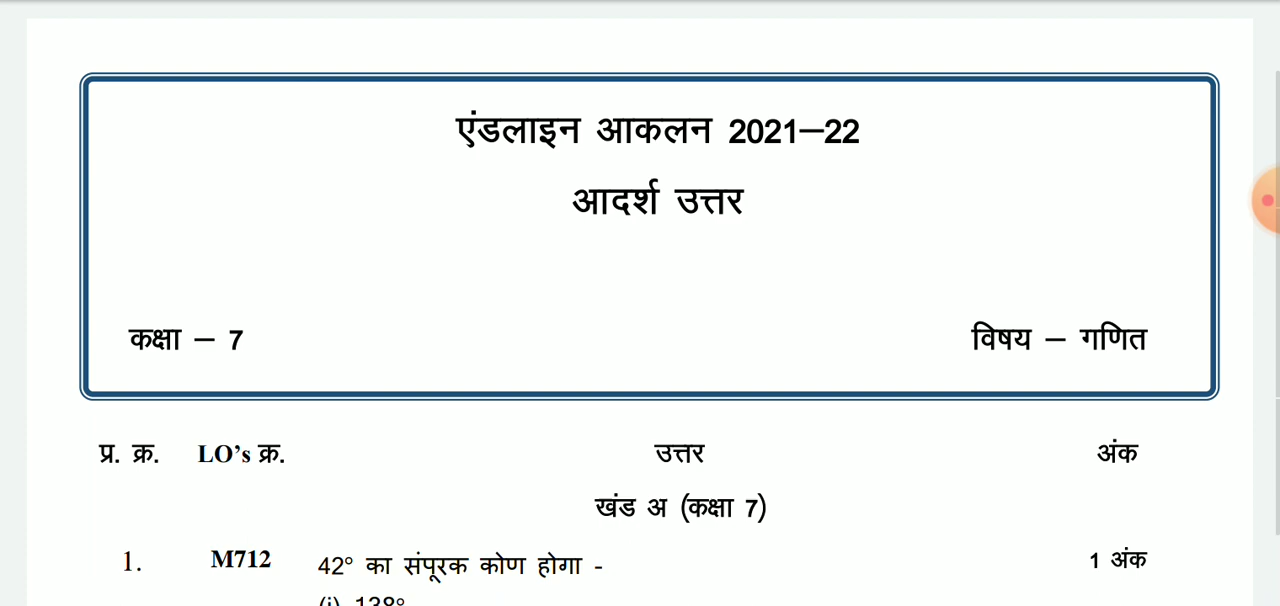 एंडलाइन आकलन 2021–22
आदर्श उत्तर
कक्षा – 7 विषय – गणित
प्र. क्र. LO's क्र. उत्तर अंक
खंड अ (कक्षा 7)
1. M712 42° का संपूरक कोण होगा - 1 अंक
(i) 138°